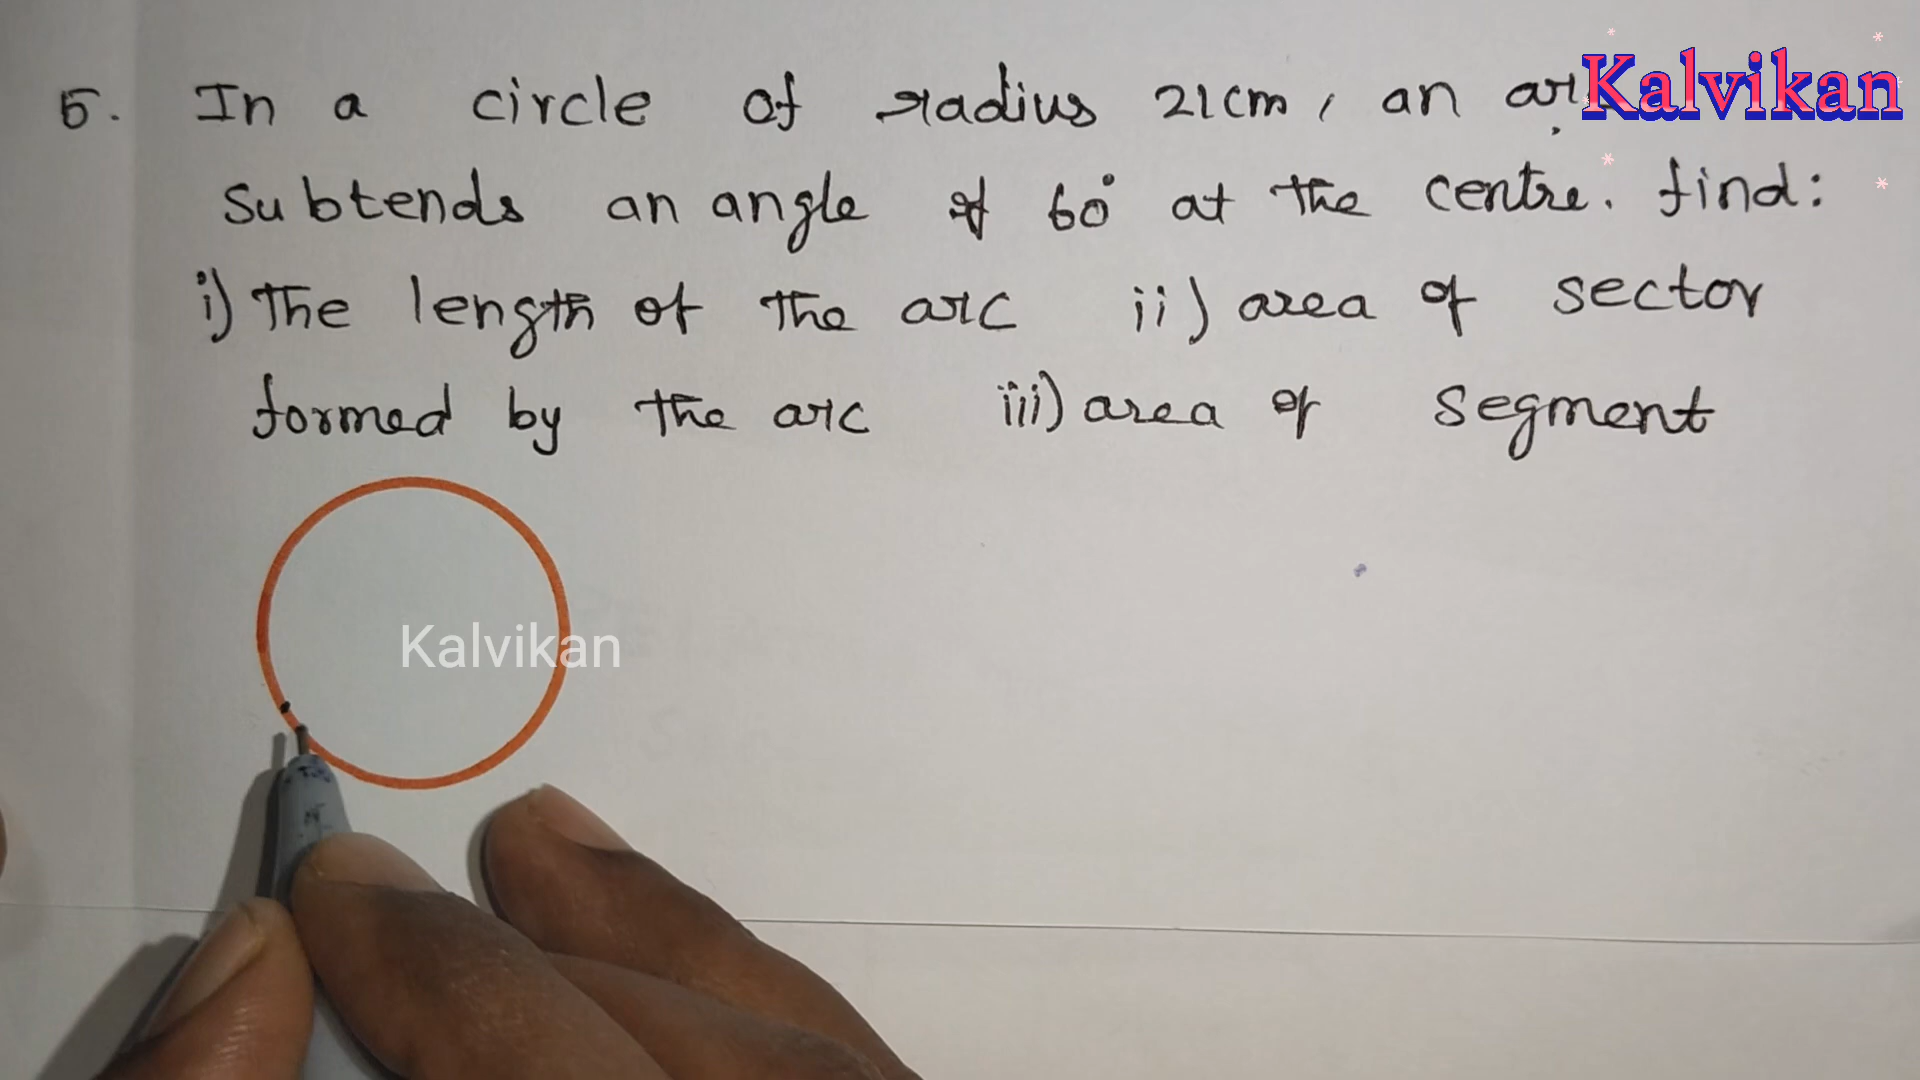 5. In a circle of radius 21cm, an
Kalvikan
subtends an angle of 60° at the centre. find:
i) The length of the arc ii) area of sector
formed by the arc iii) area of segment
Kalvikan